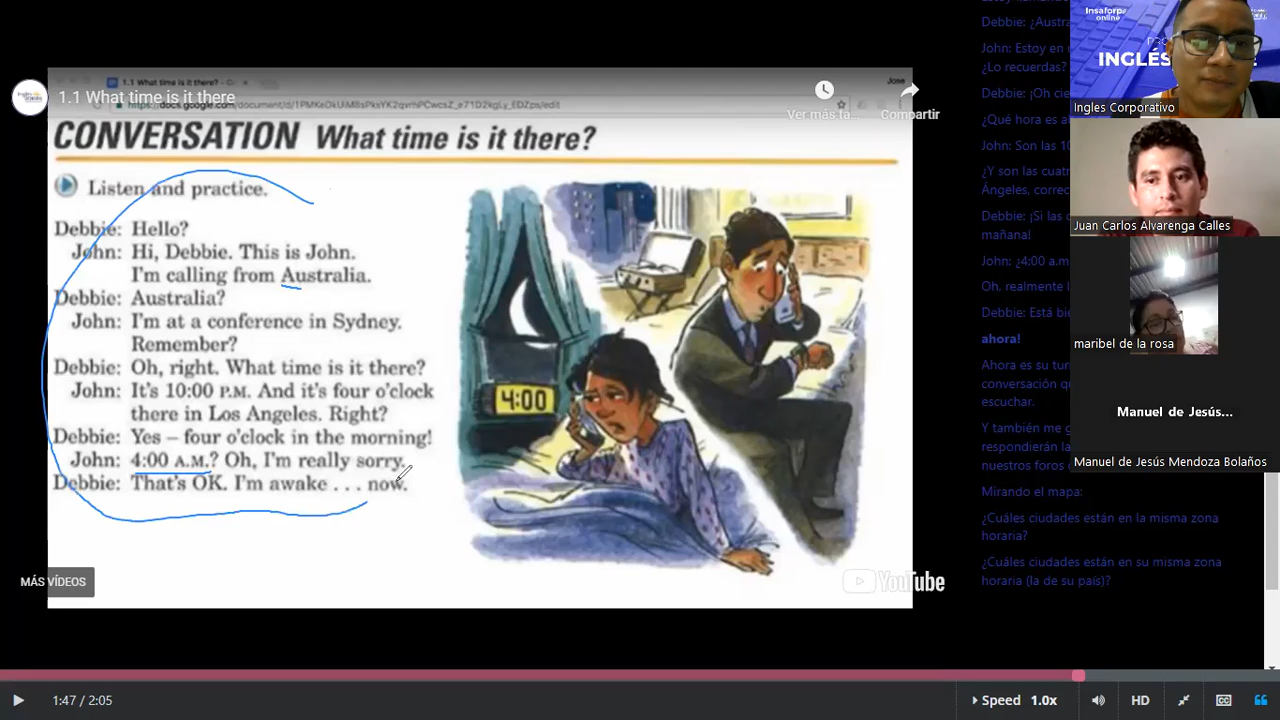 1.1 What time is it there
Ver más ta...
Compartir
CONVERSATION What time is it there?
Listen and practice.
Debbie: Hello?
John: Hi, Debbie. This is John.
I'm calling from Australia.
Debbie: Australia?
John: I'm at a conference in Sydney.
Remember?
Debbie: Oh, right. What time is it there?
John: It's 10:00 P.M. And it's four o'clock
there in Los Angeles. Right?
Debbie: Yes – four o'clock in the morning!
John: 4:00 A.M.? Oh, I'm really sorry.
Debbie: That's OK. I'm awake . . . now.
4:00
MÁS VÍDEOS
YouTube
Debbie: ¿Austra
John: Estoy en
¿Lo recuerdas?
Debbie: ¡Oh cie
¿Qué hora es a
John: Son las 10
¿Y son las cuat
Ángeles, correc
Debbie: ¡Si las c
mañana!
John: ¿4:00 a.m
Oh, realmente l
Debbie: Está bie
ahora!
Ahora es su tur
conversación qu
escuchar.
Y también me g
respondierán la
nuestros foros d
Mirando el mapa:
¿Cuáles ciudades están en la misma zona
horaria?
¿Cuáles ciudades están en su misma zona
horaria (la de su país)?
Insaforp
online
INGLÉS
Ingles Corporativo
Juan Carlos Alvarenga Calles
maribel de la rosa
Manuel de Jesús...
Manuel de Jesús Mendoza Bolaños
1:47 / 2:05
Speed 1.0x
HD
CC